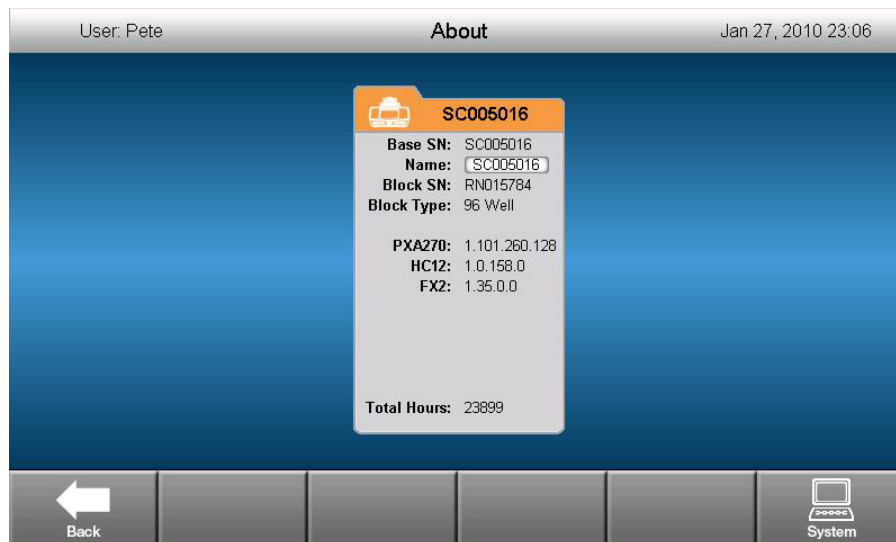 User: Pete About Jan 27, 2010 23:06
SC005016
Base SN: SC005016
Name: SC005016
Block SN: RN015784
Block Type: 96 Well
PXA270: 1.101.260.128
HC12: 1.0.158.0
FX2: 1.35.0.0
Total Hours: 23899
Back System